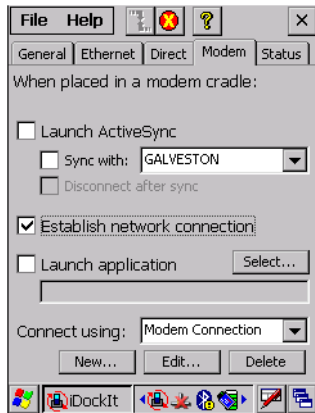 File Help ?
General Ethernet Direct Modem Status
When placed in a modem cradle:
Launch ActiveSync
Sync with: GALVESTON
Disconnect after sync
Establish network connection
Launch application Select...
Connect using: Modem Connection
New... Edit... Delete
iDockIt